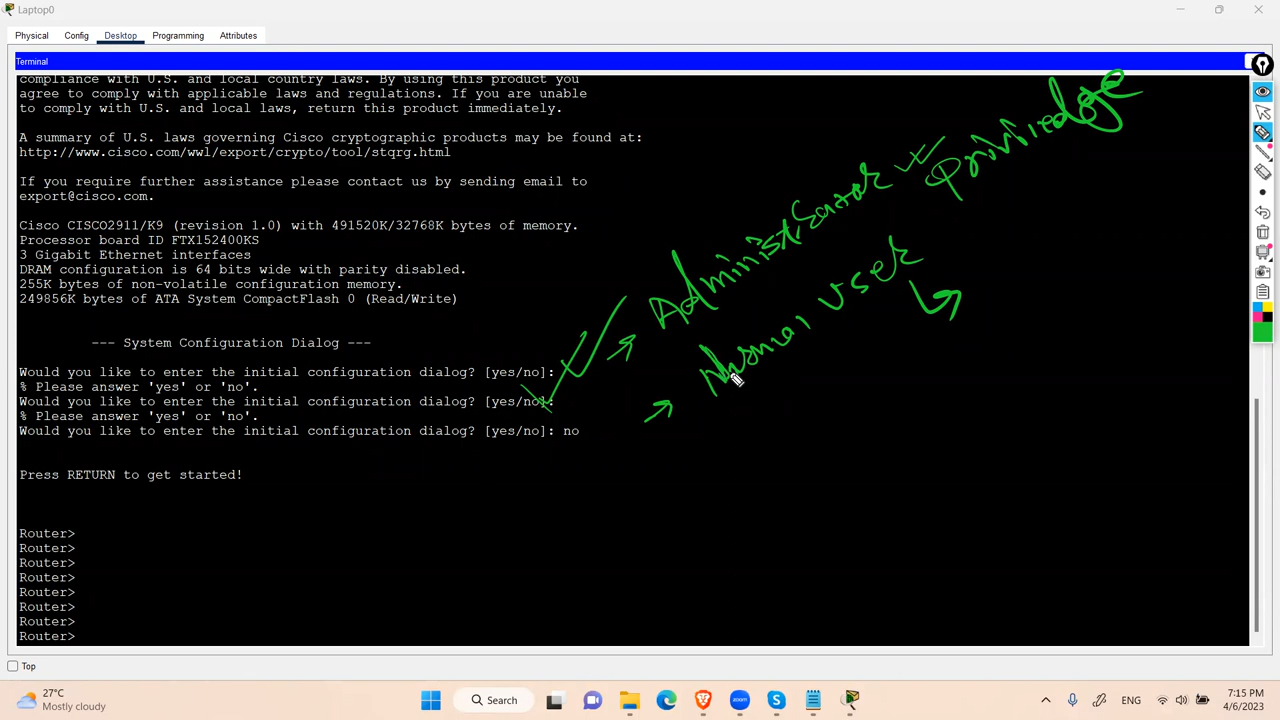 Laptop0
Physical Config Desktop Programming Attributes
Terminal
compliance with U.S. and local country laws. By using this product you
agree to comply with applicable laws and regulations. If you are unable
to comply with U.S. and local laws, return this product immediately.
A summary of U.S. laws governing Cisco cryptographic products may be found at:
http://www.cisco.com/wwl/export/crypto/tool/stqrg.html
If you require further assistance please contact us by sending email to
export@cisco.com.
Cisco CISCO2911/K9 (revision 1.0) with 491520K/32768K bytes of memory.
Processor board ID FTX152400KS
3 Gigabit Ethernet interfaces
DRAM configuration is 64 bits wide with parity disabled.
255K bytes of non-volatile configuration memory.
249856K bytes of ATA System CompactFlash 0 (Read/Write)
--- System Configuration Dialog ---
Would you like to enter the initial configuration dialog? [yes/no]:
% Please answer 'yes' or 'no'.
Would you like to enter the initial configuration dialog? [yes/no]:
% Please answer 'yes' or 'no'.
Would you like to enter the initial configuration dialog? [yes/no]: no
Press RETURN to get started!
Router>
Router>
Router>
Router>
Router>
Router>
Router>
Router>
Priviledge
Administrator
Normal user
Top
27°C
Mostly cloudy
Search
ENG
7:15 PM
4/6/2023